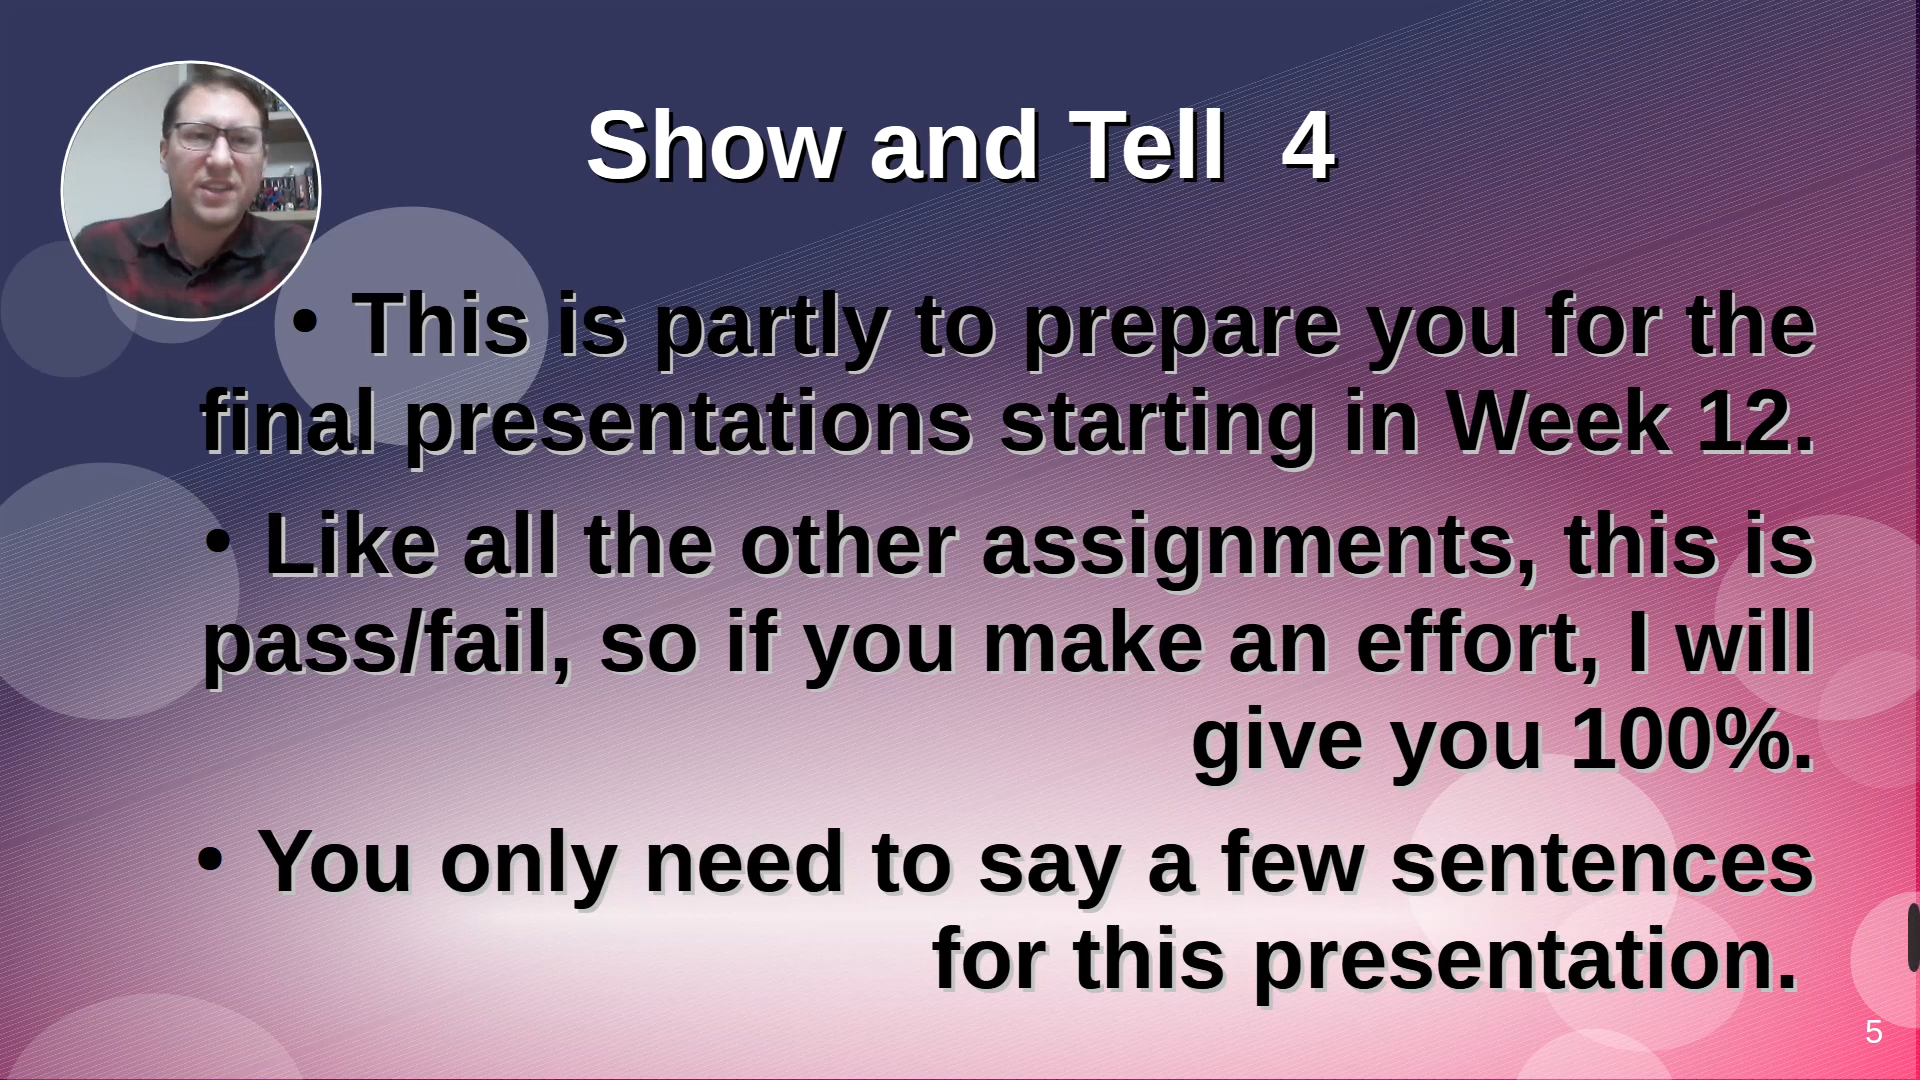 Show and Tell  4
• This is partly to prepare you for the
final presentations starting in Week 12.
• Like all the other assignments, this is
pass/fail, so if you make an effort, I will
give you 100%.
• You only need to say a few sentences
for this presentation.
5